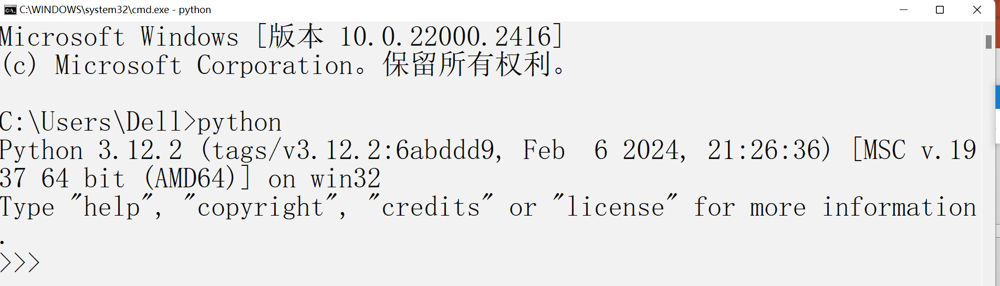 C:\WINDOWS\system32\cmd.exe - python
Microsoft Windows [版本 10.0.22000.2416]
(c) Microsoft Corporation。保留所有权利。
C:\Users\Dell>python
Python 3.12.2 (tags/v3.12.2:6abddd9, Feb  6 2024, 21:26:36) [MSC v.19
37 64 bit (AMD64)] on win32
Type "help", "copyright", "credits" or "license" for more information
.
>>>